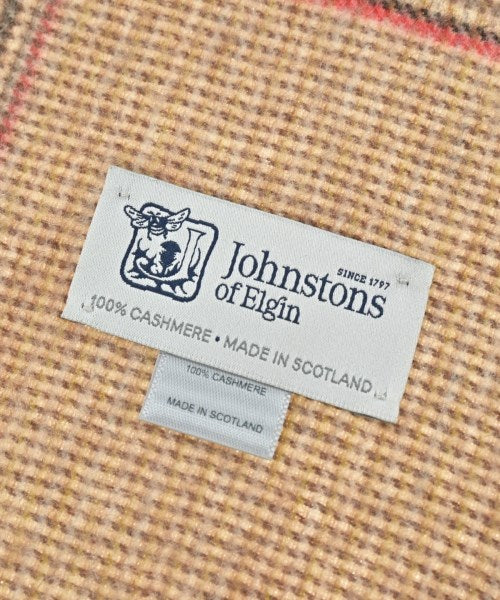 SINCE 1797
Johnstons
of Elgin
100% CASHMERE • MADE IN SCOTLAND
100% CASHMERE
MADE IN SCOTLAND